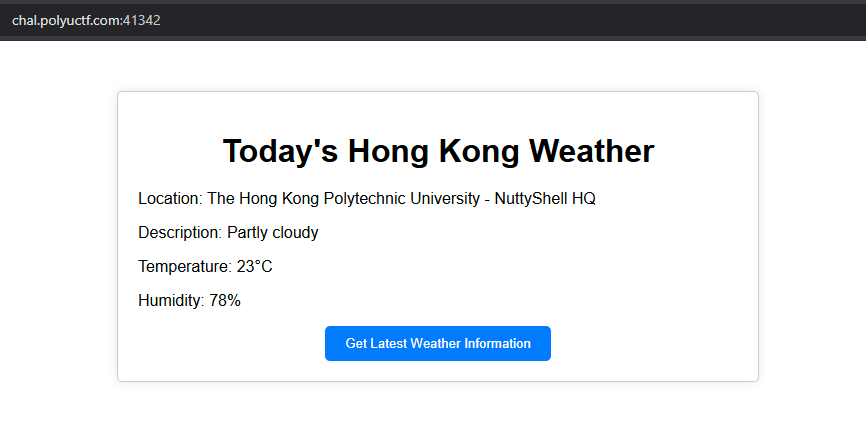 chal.polyuctf.com:41342
Today's Hong Kong Weather
Location: The Hong Kong Polytechnic University - NuttyShell HQ
Description: Partly cloudy
Temperature: 23°C
Humidity: 78%
Get Latest Weather Information